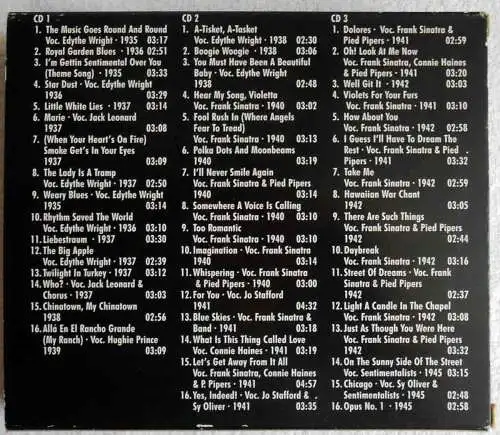 CD 1
1. The Music Goes Round And Round
Voc. Edythe Wright · 1935 03:17
2. Royal Garden Blues · 1936 02:51
3. I'm Gettin Sentimental Over You
(Theme Song) · 1935 03:33
4. Star Dust · Voc. Edythe Wright
1936 03:29
5. Little White Lies · 1937 03:14
6. Marie · Voc. Jack Leonard
1937 03:08
7. (When Your Heart's On Fire)
Smoke Get's In Your Eyes
1937 03:09
8. The Lady Is A Tramp
Voc. Edythe Wright · 1937 02:50
9. Weary Blues · Voc. Edythe Wright
1935 03:14
10. Rhythm Saved The World
Voc. Edythe Wright · 1936 03:10
11. Liebestraum · 1937 03:30
12. The Big Apple
Voc. Edythe Wright · 1937 02:39
13. Twilight In Turkey · 1937 03:12
14. Who? · Voc. Jack Leonard &
Chorus · 1937 03:03
15. Chinatown, My Chinatown
1938 02:56
16. Allá En El Rancho Grande
(My Ranch) · Voc. Hughie Prince
1939 03:09
CD 2
1. A-Tisket, A-Tasket
Voc. Edythe Wright · 1938 02:30
2. Boogie Woogie · 1938 03:06
3. You Must Have Been A Beautiful
Baby · Voc. Edythe Wright
1938 02:48
4. Hear My Song, Violetta
Voc. Frank Sinatra · 1940 03:02
5. Fool Rush In (Where Angels
Fear To Tread)
Voc. Frank Sinatra · 1940 03:13
6. Polka Dots And Moonbeams
1940 03:19
7. I'll Never Smile Again
Voc. Frank Sinatra & Pied Pipers
1940 03:14
8. Somewhere A Voice Is Calling
Voc. Frank Sinatra · 1940 03:10
9. Too Romantic
Voc. Frank Sinatra · 1940 03:10
10. Imagination · Voc. Frank Sinatra
1940 03:14
11. Whispering · Voc. Frank Sinatra
& Pied Pipers · 1940 03:00
12. For You · Voc. Jo Stafford
1941 04:32
13. Blue Skies · Voc. Frank Sinatra &
Band · 1941 03:18
14. What Is This Thing Called Love
Voc. Connie Haines · 1941 03:19
15. Let's Get Away From It All
Voc. Frank Sinatra, Connie Haines
& P. Pipers · 1941 04:57
16. Yes, Indeed! · Voc. Jo Stafford &
Sy Oliver · 1941 03:35
CD 3
1. Dolores · Voc. Frank Sinatra &
Pied Pipers · 1941 02:59
2. Oh! Look At Me Now
Voc. Frank Sinatra, Connie Haines
& Pied Pipers · 1941 03:20
3. Well Git It · 1942 03:03
4. Violets For Your Furs
Voc. Frank Sinatra · 1941 03:10
5. How About You
Voc. Frank Sinatra · 1942 02:58
6. I Guess I'll Have To Dream The
Rest · Voc. Frank Sinatra & Pied
Pipers · 1941 03:32
7. Take Me
Voc. Frank Sinatra · 1942 02:59
8. Hawaiian War Chant
1942 03:05
9. There Are Such Things
Voc. Frank Sinatra & Pied Pipers
1942 02:44
10. Daybreak
Voc. Frank Sinatra · 1942 03:16
11. Street Of Dreams · Voc. Frank
Sinatra & Pied Pipers
1942 02:37
12. Light A Candle In The Chapel
Voc. Frank Sinatra · 1942 03:08
13. Just As Though You Were Here
Voc. Frank Sinatra & Pied Pipers
1942 03:32
14. On The Sunny Side Of The Street
Voc. Sentimentalists · 1945 03:15
15. Chicago · Voc. Sy Oliver &
Sentimentalists · 1945 02:48
16. Opus No. 1 · 1945 02:58